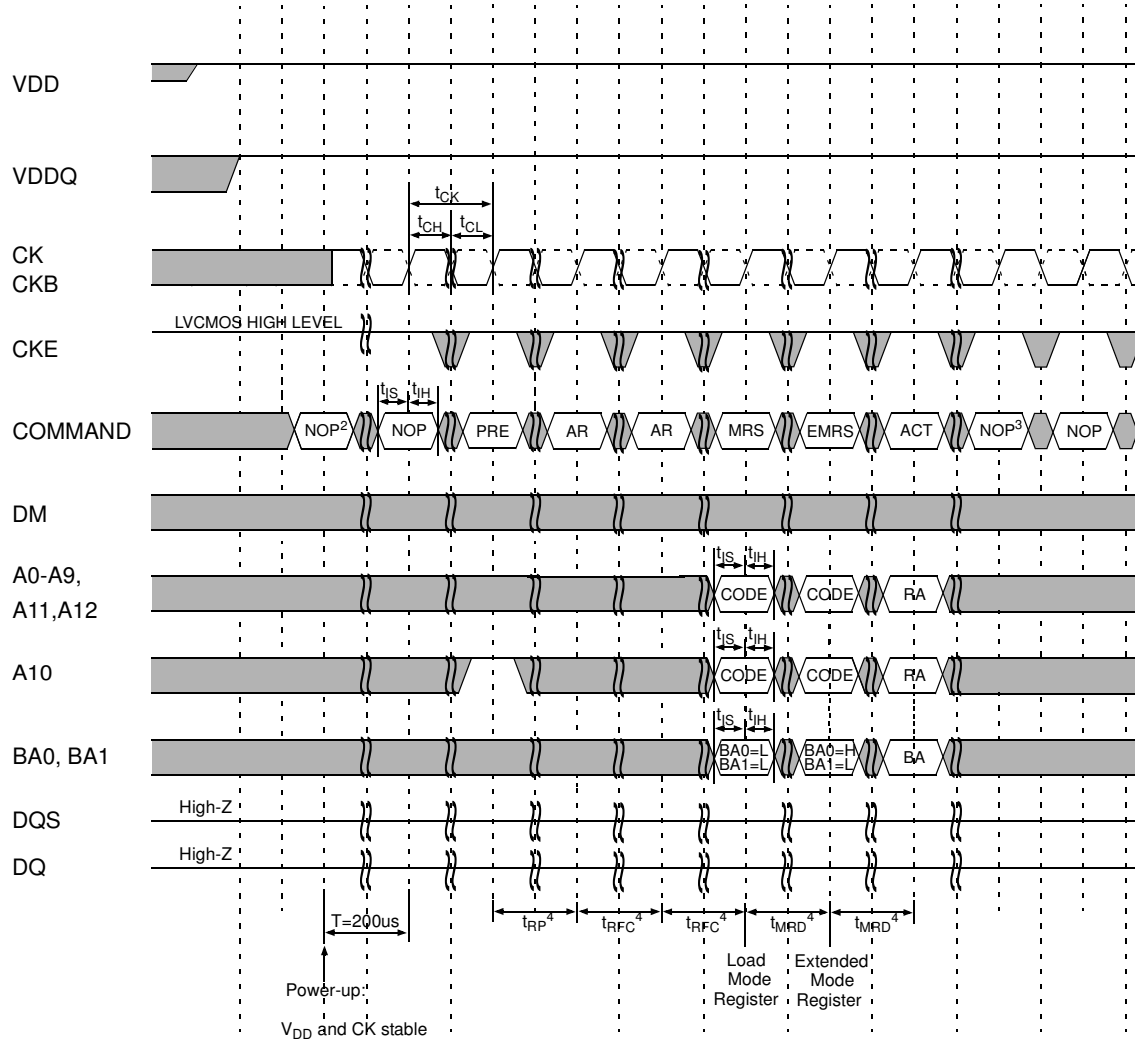 VDD
VDDQ
tCK
tCH tCL
CK
CKB
LVCMOS HIGH LEVEL
CKE
tIS tIH
COMMAND NOP2 NOP PRE AR AR MRS EMRS ACT NOP3 NOP
DM
tIS tIH
A0-A9,
A11,A12
CODE CODE RA
tIS tIH
A10 CODE CODE RA
tIS tIH
BA0, BA1
BA0=L BA0=H
BA1=L BA1=L
BA
DQS High-Z
DQ High-Z
T=200us
tRP4 tRFC4 tRFC4 tMRD4 tMRD4
Load Extended
Mode Mode
Register Register
Power-up:
VDD and CK stable